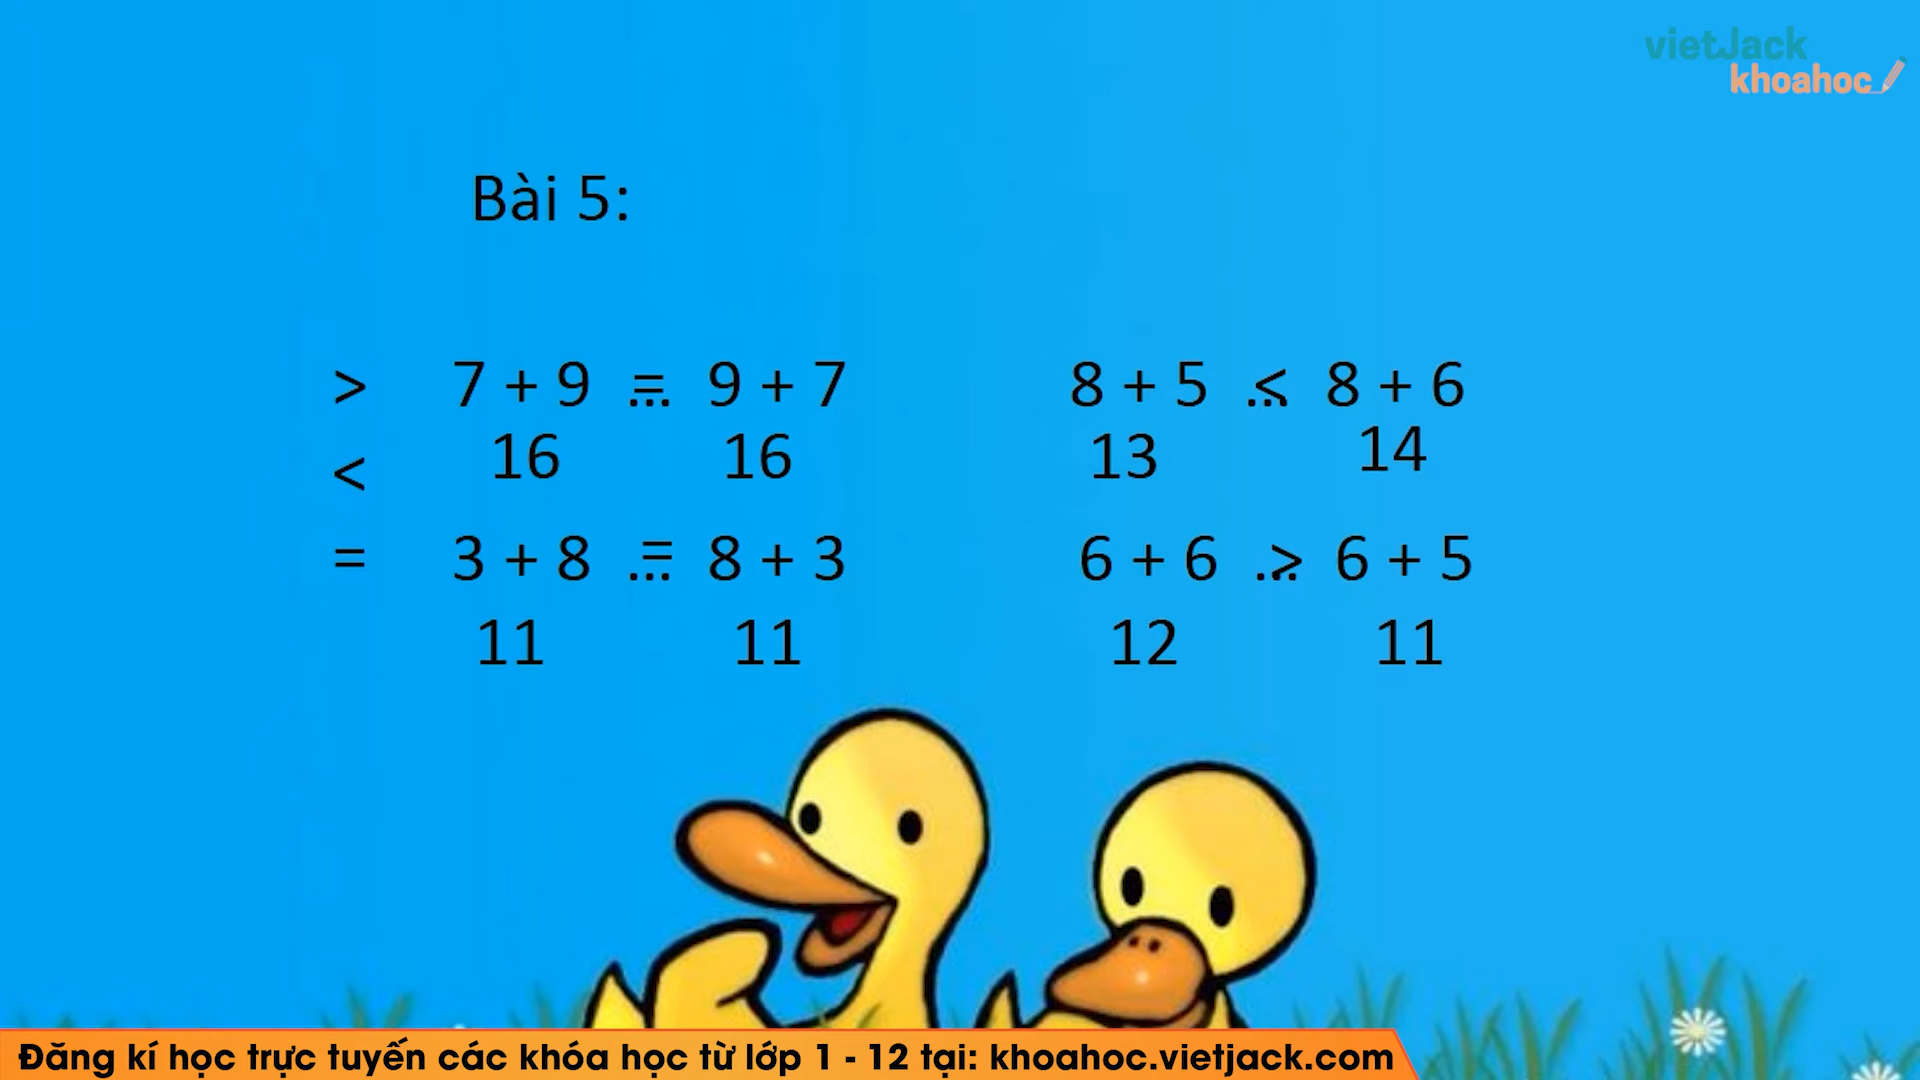 vietJack
khoahoc
Bài 5:
> 7 + 9 ... = 9 + 7 8 + 5 ... < 8 + 6
16 16 13 14
<
= 3 + 8 ... = 8 + 3 6 + 6 ... > 6 + 5
11 11 12 11
Đăng kí học trực tuyến các khóa học từ lớp 1 - 12 tại: khoahoc.vietjack.com